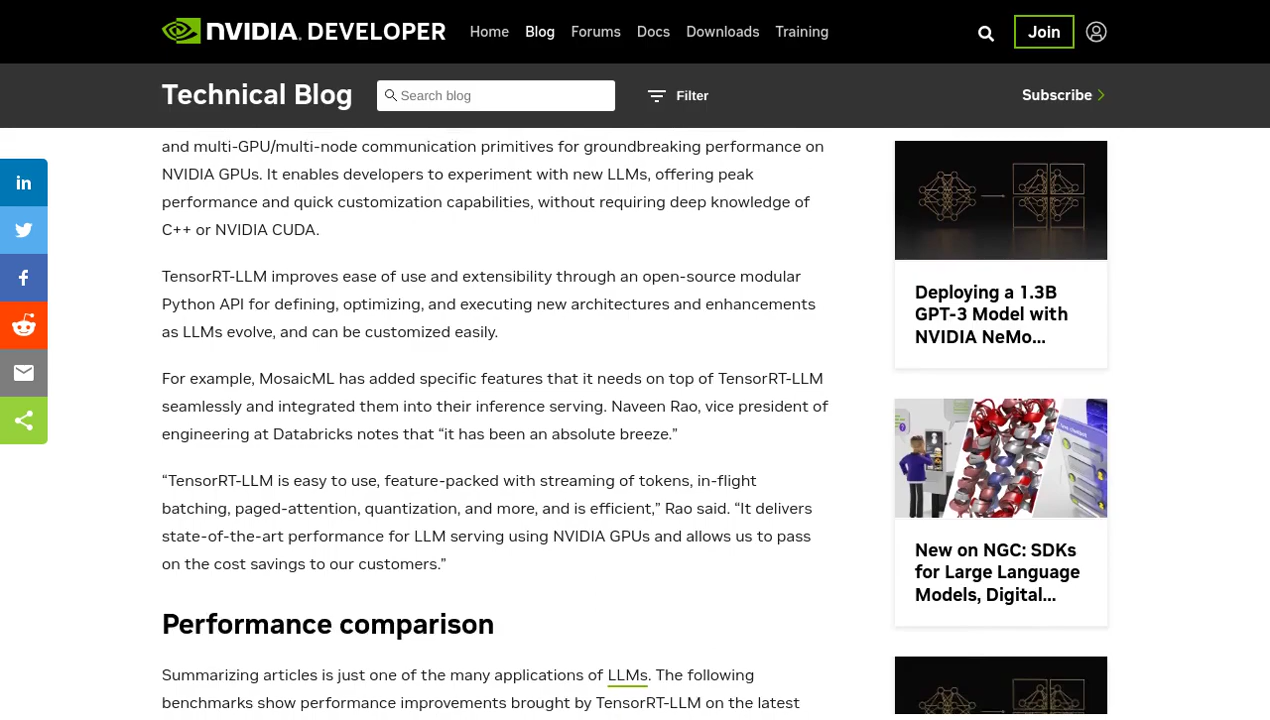 NVIDIA. DEVELOPER Home Blog Forums Docs Downloads Training Join
Technical Blog Search blog Filter Subscribe
and multi-GPU/multi-node communication primitives for groundbreaking performance on
NVIDIA GPUs. It enables developers to experiment with new LLMs, offering peak
performance and quick customization capabilities, without requiring deep knowledge of
C++ or NVIDIA CUDA.
TensorRT-LLM improves ease of use and extensibility through an open-source modular
Python API for defining, optimizing, and executing new architectures and enhancements
as LLMs evolve, and can be customized easily.
For example, MosaicML has added specific features that it needs on top of TensorRT-LLM
seamlessly and integrated them into their inference serving. Naveen Rao, vice president of
engineering at Databricks notes that “it has been an absolute breeze.”
“TensorRT-LLM is easy to use, feature-packed with streaming of tokens, in-flight
batching, paged-attention, quantization, and more, and is efficient,” Rao said. “It delivers
state-of-the-art performance for LLM serving using NVIDIA GPUs and allows us to pass
on the cost savings to our customers.”
Performance comparison
Summarizing articles is just one of the many applications of LLMs. The following
benchmarks show performance improvements brought by TensorRT-LLM on the latest
Deploying a 1.3B
GPT-3 Model with
NVIDIA NeMo...
New on NGC: SDKs
for Large Language
Models, Digital...